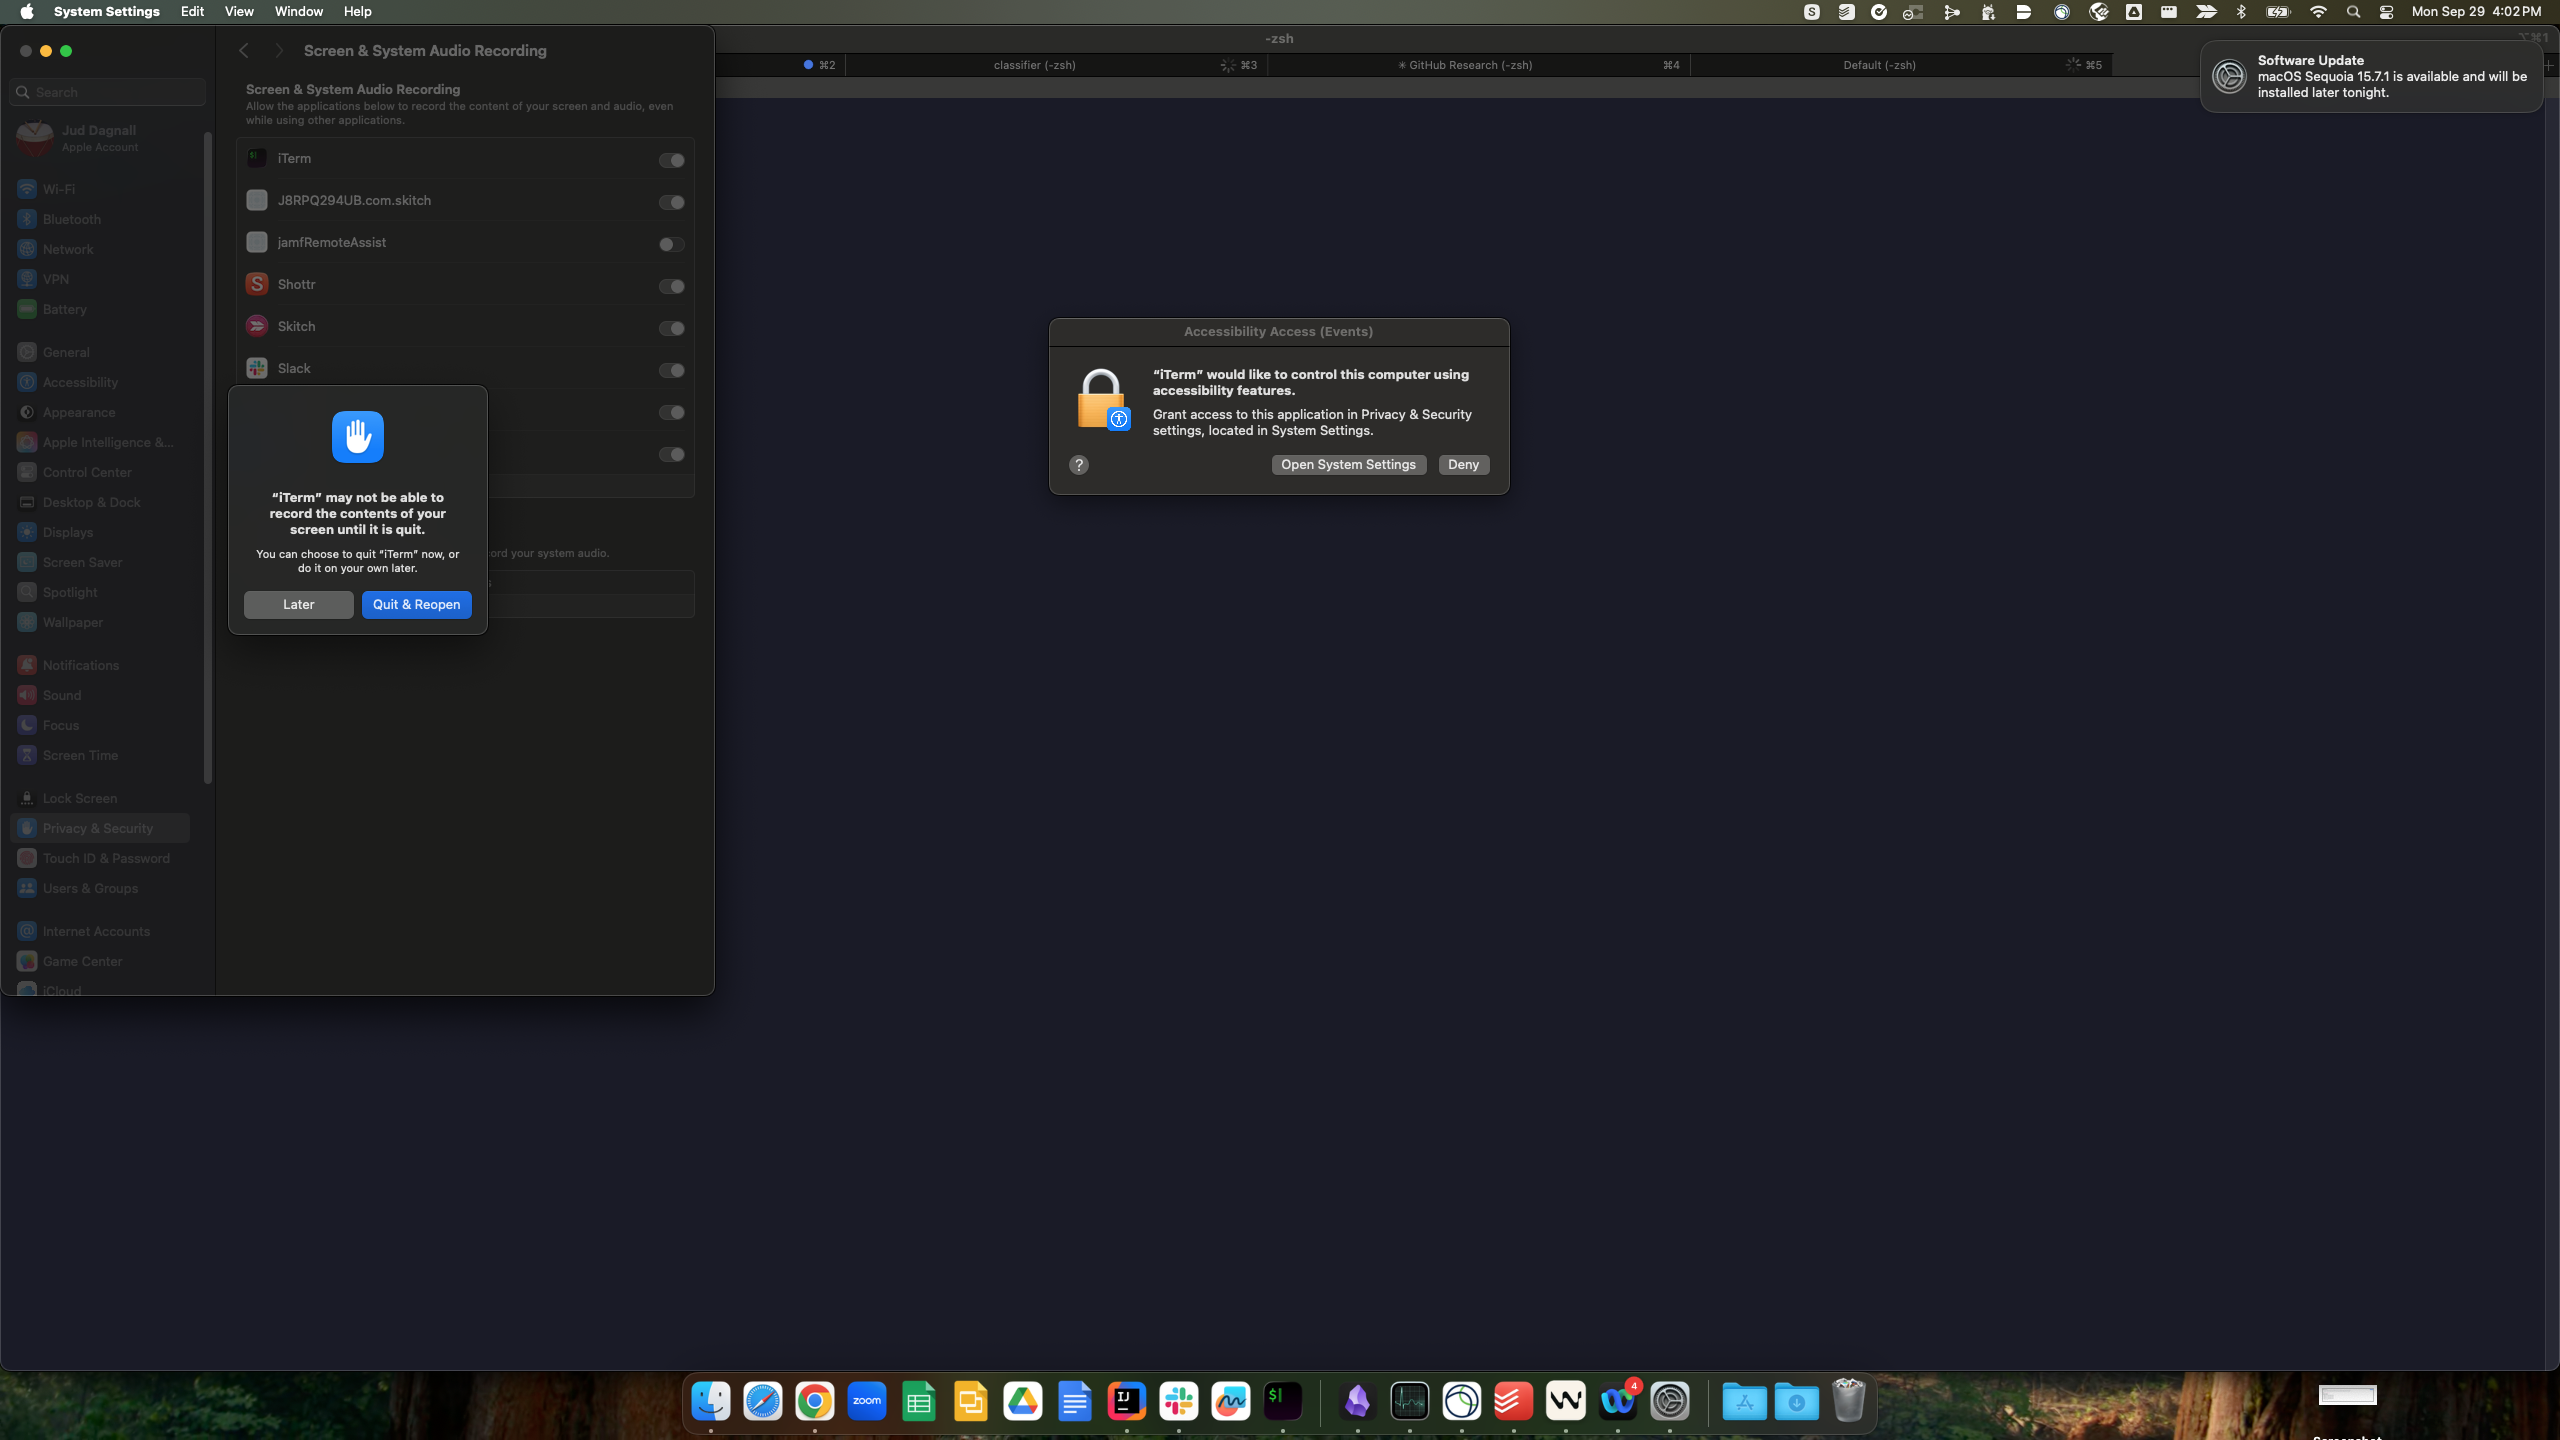 System Settings Edit View Window Help
Mon Sep 29 4:02 PM
-zsh
⌥⌘1
⌘2
classifier (-zsh) ⌘3
✳ GitHub Research (-zsh) ⌘4
Default (-zsh) ⌘5
Software Update
macOS Sequoia 15.7.1 is available and will be
installed later tonight.
Search
Jud Dagnall
Apple Account
Wi-Fi
Bluetooth
Network
VPN
Battery
General
Accessibility
Appearance
Apple Intelligence &...
Control Center
Desktop & Dock
Displays
Screen Saver
Spotlight
Wallpaper
Notifications
Sound
Focus
Screen Time
Lock Screen
Privacy & Security
Touch ID & Password
Users & Groups
Internet Accounts
Game Center
iCloud
Screen & System Audio Recording
Screen & System Audio Recording
Allow the applications below to record the content of your screen and audio, even
while using other applications.
iTerm
J8RPQ294UB.com.skitch
jamfRemoteAssist
Shottr
Skitch
Slack
ord your system audio.
“iTerm” may not be able to
record the contents of your
screen until it is quit.
You can choose to quit “iTerm” now, or
do it on your own later.
Later Quit & Reopen
Accessibility Access (Events)
“iTerm” would like to control this computer using
accessibility features.
Grant access to this application in Privacy & Security
settings, located in System Settings.
? Open System Settings Deny
zoom
IJ
4